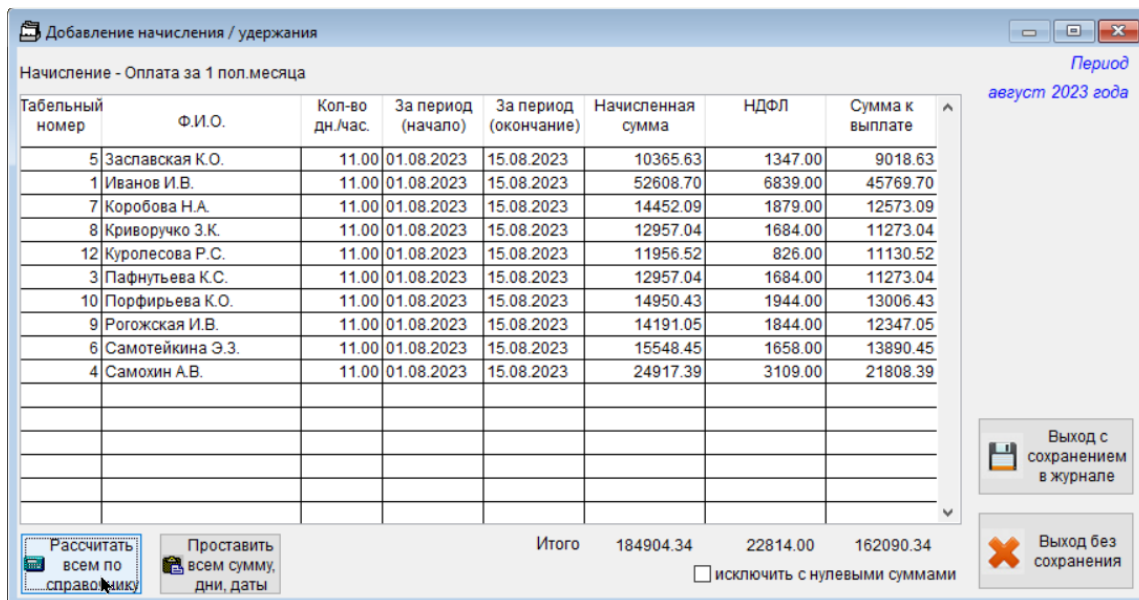 Добавление начисления / удержания
Период
Начисление - Оплата за 1 пол.месяца
август 2023 года
Табельный номер Ф.И.О. Кол-во дн./час. За период (начало) За период (окончание) Начисленная сумма НДФЛ Сумма к выплате
5 Заславская К.О. 11.00 01.08.2023 15.08.2023 10365.63 1347.00 9018.63
1 Иванов И.В. 11.00 01.08.2023 15.08.2023 52608.70 6839.00 45769.70
7 Коробова Н.А. 11.00 01.08.2023 15.08.2023 14452.09 1879.00 12573.09
8 Криворучко З.К. 11.00 01.08.2023 15.08.2023 12957.04 1684.00 11273.04
12 Куролесова Р.С. 11.00 01.08.2023 15.08.2023 11956.52 826.00 11130.52
3 Пафнутьева К.С. 11.00 01.08.2023 15.08.2023 12957.04 1684.00 11273.04
10 Порфирьева К.О. 11.00 01.08.2023 15.08.2023 14950.43 1944.00 13006.43
9 Рогожская И.В. 11.00 01.08.2023 15.08.2023 14191.05 1844.00 12347.05
6 Самотейкина Э.З. 11.00 01.08.2023 15.08.2023 15548.45 1658.00 13890.45
4 Самохин А.В. 11.00 01.08.2023 15.08.2023 24917.39 3109.00 21808.39
Выход с
сохранением
в журнале
Рассчитать
всем по
справочнику
Проставить
всем сумму,
дни, даты
Итого 184904.34 22814.00 162090.34
исключить с нулевыми суммами
Выход без
сохранения